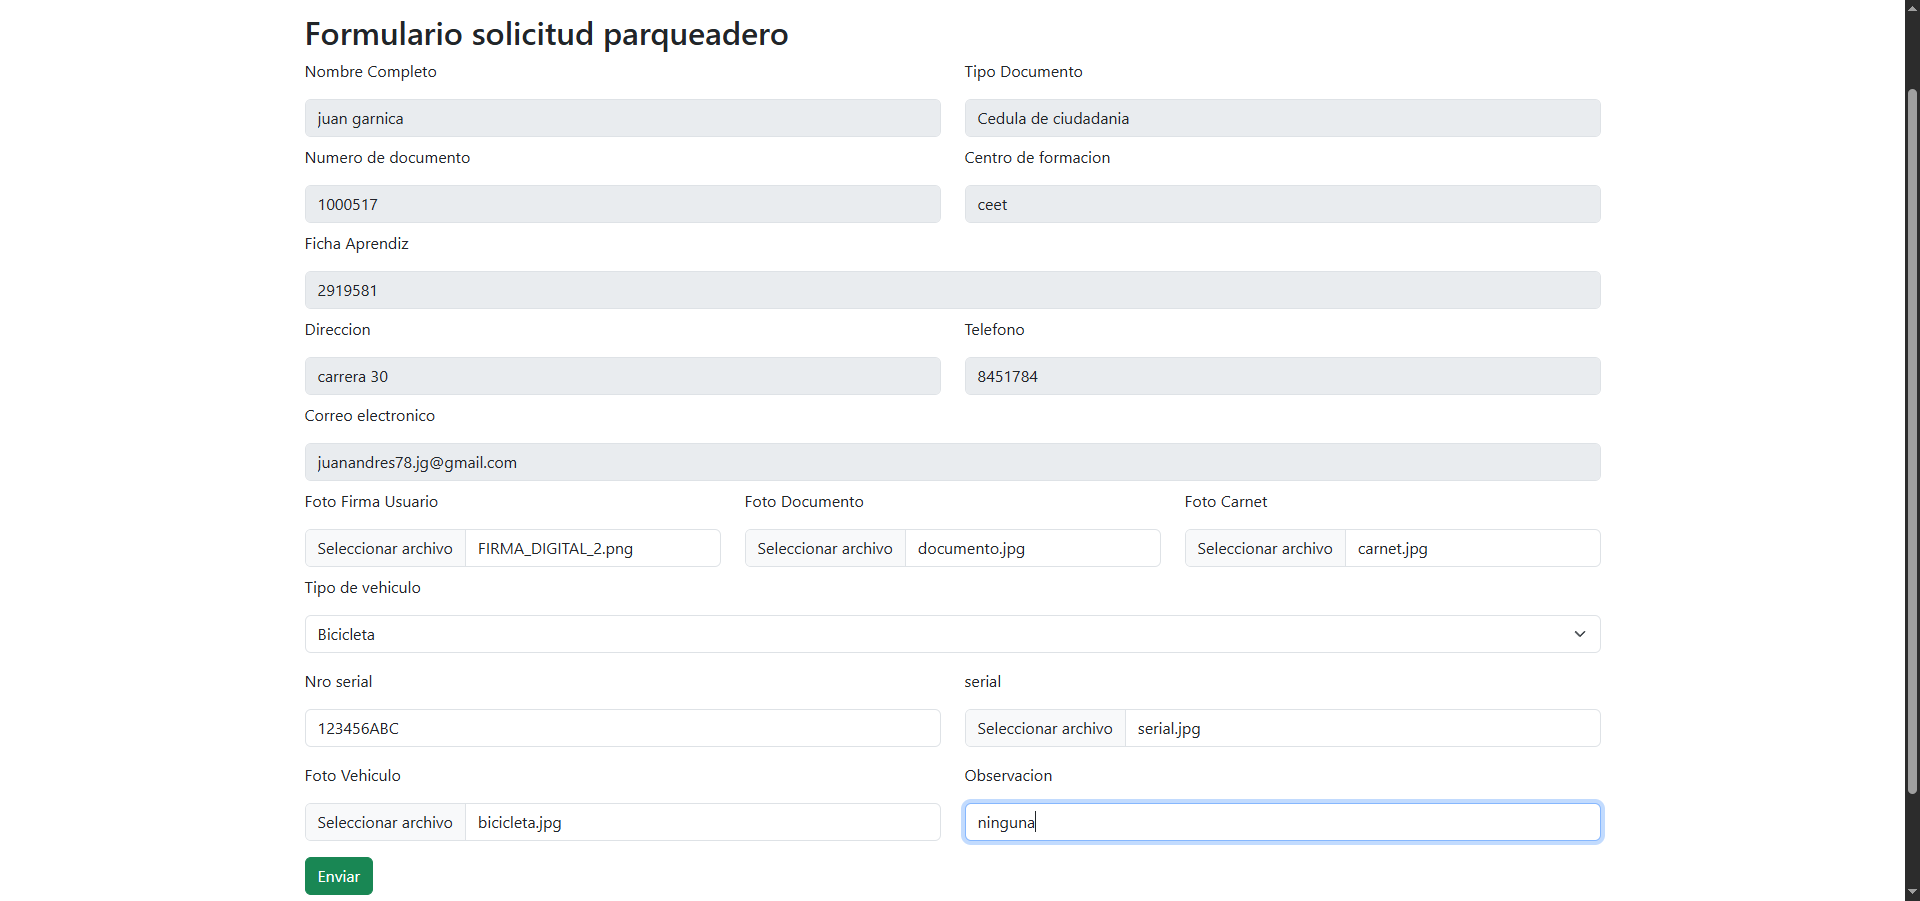 Formulario solicitud parqueadero
Nombre Completo Tipo Documento
juan garnica Cedula de ciudadania
Numero de documento Centro de formacion
1000517 ceet
Ficha Aprendiz
2919581
Direccion Telefono
carrera 30 8451784
Correo electronico
juanandres78.jg@gmail.com
Foto Firma Usuario Foto Documento Foto Carnet
Seleccionar archivo FIRMA_DIGITAL_2.png Seleccionar archivo documento.jpg Seleccionar archivo carnet.jpg
Tipo de vehiculo
Bicicleta
Nro serial serial
123456ABC Seleccionar archivo serial.jpg
Foto Vehiculo Observacion
Seleccionar archivo bicicleta.jpg ninguna
Enviar